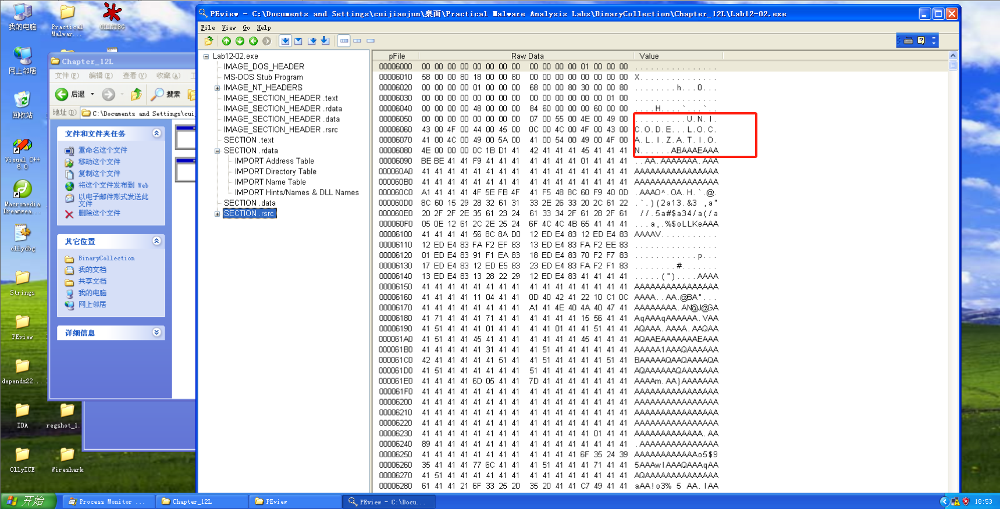 我的电脑
Practical
Malwar...
OLLYDBG
网上邻居
回收站
Visual C++
6.0
Macromedia
Dreamwea...
ollydbg
Strings
PEview
depends22...
IDA
regshot_1.
OllyICE
Wireshark
Chapter_12L
文件(F) 编辑(E) 查看(V) 收藏(A) 工
后退 搜索
地址(D) C:\Documents and Settings\cui
文件和文件夹任务
重命名这个文件
移动这个文件
复制这个文件
将这个文件发布到 Web
以电子邮件形式发送此
文件
删除这个文件
其它位置
BinaryCollection
我的文档
共享文档
我的电脑
网上邻居
详细信息
PEview - C:\Documents and Settings\cuijiaojun\桌面\Practical Malware Analysis Labs\BinaryCollection\Chapter_12L\Lab12-02.exe
File View Go Help
Lab12-02.exe
IMAGE_DOS_HEADER
MS-DOS Stub Program
IMAGE_NT_HEADERS
IMAGE_SECTION_HEADER .text
IMAGE_SECTION_HEADER .rdata
IMAGE_SECTION_HEADER .data
IMAGE_SECTION_HEADER .rsrc
SECTION .text
SECTION .rdata
IMPORT Address Table
IMPORT Directory Table
IMPORT Name Table
IMPORT Hints/Names & DLL Names
SECTION .data
SECTION .rsrc
pFile Raw Data Value
00006000 00 00 00 00 00 00 00 00 00 00 00 00 01 00 00 00 ................
00006010 58 00 00 80 18 00 00 80 00 00 00 00 00 00 00 00 X...............
00006020 00 00 00 00 01 00 00 00 68 00 00 80 30 00 00 80 ........h...0...
00006030 00 00 00 00 00 00 00 00 00 00 00 00 00 01 00 00 ................
00006040 00 00 00 00 48 00 00 00 84 60 00 00 00 60 00 00 ....H....`...`..
00006050 00 00 00 00 00 00 00 00 07 00 55 00 4E 00 49 00 ..........U.N.I.
00006060 43 00 4F 00 44 00 45 00 0C 00 4C 00 4F 00 43 00 C.O.D.E...L.O.C.
00006070 41 00 4C 00 49 00 5A 00 41 00 54 00 49 00 4F 00 A.L.I.Z.A.T.I.O.
00006080 4E 00 00 00 0C 1B D1 41 42 41 41 41 45 41 41 41 N......ABAAAEAAA
00006090 BE BE 41 41 F9 41 41 41 41 41 41 41 01 41 41 41 ..AA.AAAAAAA.AAA
000060A0 41 41 41 41 41 41 41 41 41 41 41 41 41 41 41 41 AAAAAAAAAAAAAAAA
000060B0 41 41 41 41 41 41 41 41 41 41 41 41 41 41 41 41 AAAAAAAAAAAAAAAA
000060C0 A1 41 41 41 4F 5E FB 4F 41 F5 48 8C 60 F9 40 0D .AAAO^.OA.H.`.@.
000060D0 8C 60 15 29 28 32 61 31 33 2E 26 33 20 2C 61 22 .`.)(2a13.&3 ,a"
000060E0 20 2F 2F 2E 35 61 23 24 61 33 34 2F 61 28 2F 61  //.5a#$a34/a(/a
000060F0 05 0E 12 61 2C 2E 25 24 6F 4C 4C 4B 65 41 41 41 ...a,.%$oLLKeAAA
00006100 41 41 41 41 56 8C 8A D0 12 ED E4 83 12 ED E4 83 AAAAV...........
00006110 12 ED E4 83 FA F2 EF 83 13 ED E4 83 FA F2 EE 83 ................
00006120 01 ED E4 83 91 F1 EA 83 18 ED E4 83 70 F2 F7 83 ............p...
00006130 17 ED E4 83 12 ED E5 83 23 ED E4 83 FA F2 F1 83 ........#.......
00006140 13 ED E4 83 13 28 22 29 12 ED E4 83 41 41 41 41 .....(")....AAAA
00006150 41 41 41 41 41 41 41 41 41 41 41 41 41 41 41 41 AAAAAAAAAAAAAAAA
00006160 41 41 41 41 11 04 41 41 0D 40 42 41 22 10 C1 0C AAAA..AA.@BA"...
00006170 41 41 41 41 41 41 41 41 A1 41 4E 40 4A 40 47 41 AAAAAAAA.AN@J@GA
00006180 41 71 41 41 41 71 41 41 41 41 41 41 15 56 41 41 AqAAAqAAAAAA.VAA
00006190 41 51 41 41 41 01 41 41 41 41 01 41 41 51 41 41 AQAAA.AAAA.AAQAA
000061A0 41 51 41 41 45 41 41 41 41 41 41 41 45 41 41 41 AQAAEAAAAAAAEAAA
000061B0 41 41 41 41 41 31 41 41 41 51 41 41 41 41 41 41 AAAAA1AAAQAAAAAA
000061C0 42 41 41 41 41 41 51 41 41 51 41 41 41 41 51 41 BAAAAAQAAQAAAAQA
000061D0 41 51 41 41 41 41 41 41 51 41 41 41 41 41 41 41 AQAAAAAAQAAAAAAA
000061E0 41 41 41 41 6D 05 41 41 7D 41 41 41 41 41 41 41 AAAAm.AA}AAAAAAA
000061F0 41 41 41 41 41 41 41 41 41 41 41 41 41 41 41 41 AAAAAAAAAAAAAAAA
00006200 41 41 41 41 41 41 41 41 41 41 41 41 41 41 41 41 AAAAAAAAAAAAAAAA
00006210 41 41 41 41 41 41 41 41 41 41 41 41 41 41 41 41 AAAAAAAAAAAAAAAA
00006220 41 41 41 41 41 41 41 41 41 41 41 41 41 41 41 41 AAAAAAAAAAAAAAAA
00006230 41 41 41 41 41 41 41 41 41 41 41 41 41 01 41 41 AAAAAAAAAAAAA.AA
00006240 89 41 41 41 41 41 41 41 41 41 41 41 41 41 41 41 .AAAAAAAAAAAAAAA
00006250 41 41 41 41 41 41 41 41 41 41 41 41 6F 35 24 39 AAAAAAAAAAAAo5$9
00006260 35 41 41 41 77 6C 41 41 41 51 41 41 41 71 41 41 5AAAwlAAAQAAAqAA
00006270 41 51 41 41 41 41 41 41 41 41 41 41 41 41 41 41 AQAAAAAAAAAAAAAA
00006280 61 41 41 21 6F 33 25 20 35 20 41 41 C7 49 41 41 aAA!o3% 5 AA.IAA
开始
Process Monitor ...
Chapter_12L
PEview
PEview - C:\Docu...
18:53